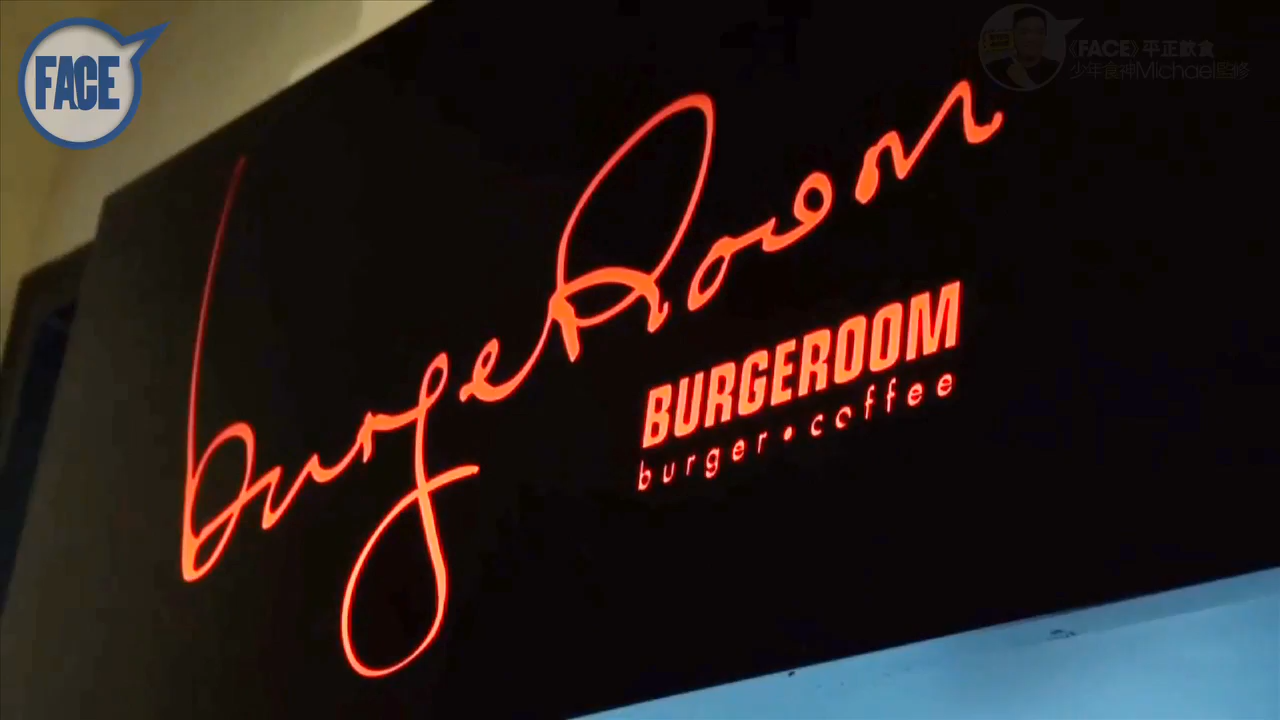 FACE
《FACE》平正飲食
少年食神Michael監修
burgeRoom
BURGEROOM
burger•coffee